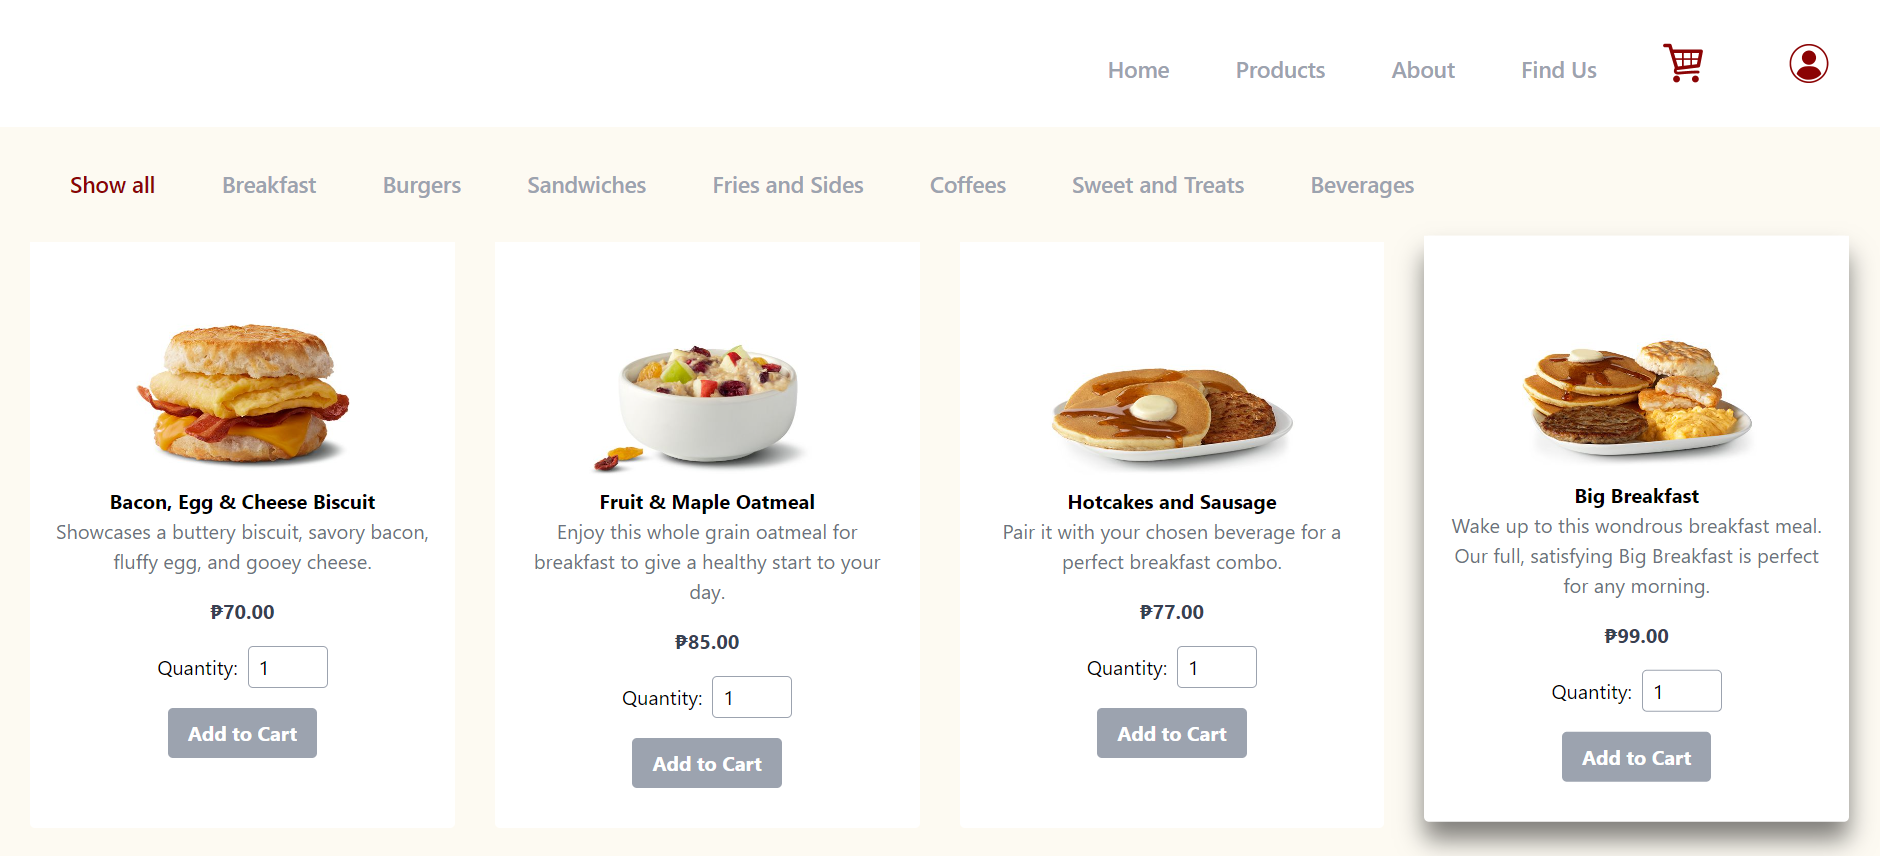 Home Products About Find Us
Show all Breakfast Burgers Sandwiches Fries and Sides Coffees Sweet and Treats Beverages
Bacon, Egg & Cheese Biscuit
Showcases a buttery biscuit, savory bacon,
fluffy egg, and gooey cheese.
₱70.00
Quantity: 1
Add to Cart
Fruit & Maple Oatmeal
Enjoy this whole grain oatmeal for
breakfast to give a healthy start to your
day.
₱85.00
Quantity: 1
Add to Cart
Hotcakes and Sausage
Pair it with your chosen beverage for a
perfect breakfast combo.
₱77.00
Quantity: 1
Add to Cart
Big Breakfast
Wake up to this wondrous breakfast meal.
Our full, satisfying Big Breakfast is perfect
for any morning.
₱99.00
Quantity: 1
Add to Cart